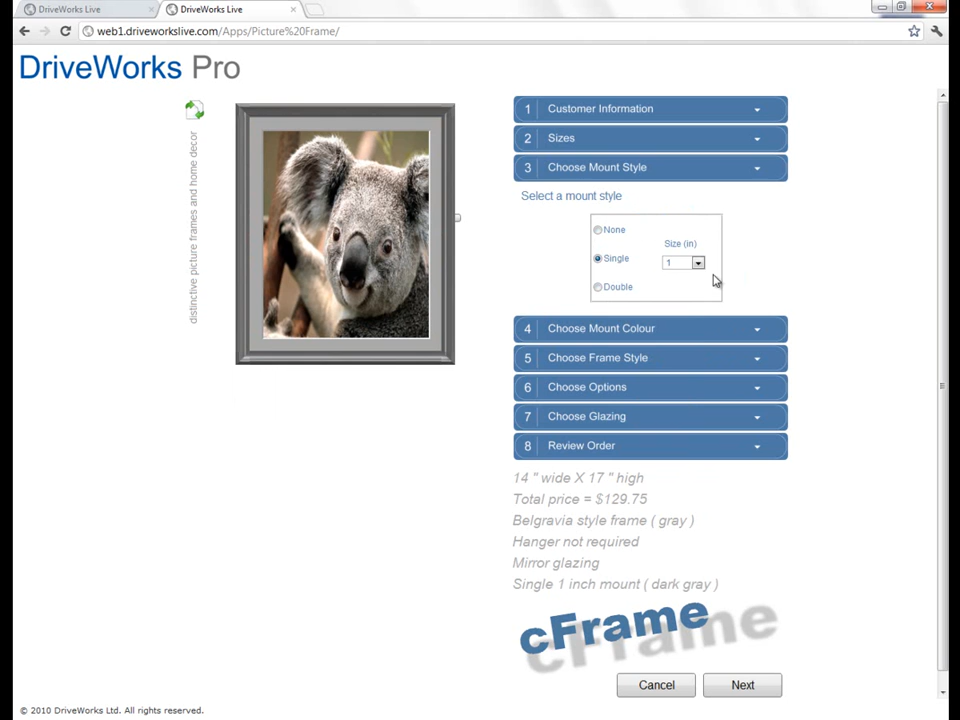 DriveWorks Live
DriveWorks Live
web1.driveworkslive.com/Apps/Picture%20Frame/
DriveWorks Pro
distinctive picture frames and home decor
1 Customer Information
2 Sizes
3 Choose Mount Style
Select a mount style
None
Size (in)
Single
1
Double
4 Choose Mount Colour
5 Choose Frame Style
6 Choose Options
7 Choose Glazing
8 Review Order
14 " wide X 17 " high
Total price = $129.75
Belgravia style frame ( gray )
Hanger not required
Mirror glazing
Single 1 inch mount ( dark gray )
cFrame
cFrame
Cancel
Next
© 2010 DriveWorks Ltd. All rights reserved.